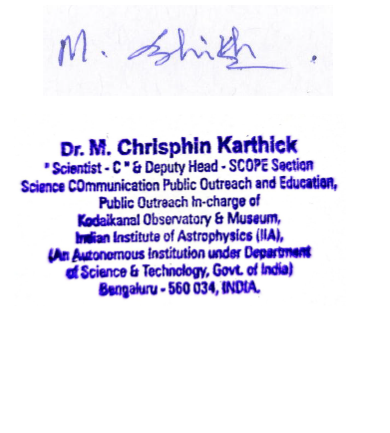 M.
Dr. M. Chrisphin Karthick
" Scientist - C " & Deputy Head - SCOPE Section
Science COmmunication Public Outreach and Education,
Public Outreach In-charge of
Kodaikanal Observatory & Museum,
Indian Institute of Astrophysics (IIA),
(An Autonomous Institution under Department
of Science & Technology, Govt. of India)
Bengaluru - 560 034, INDIA.